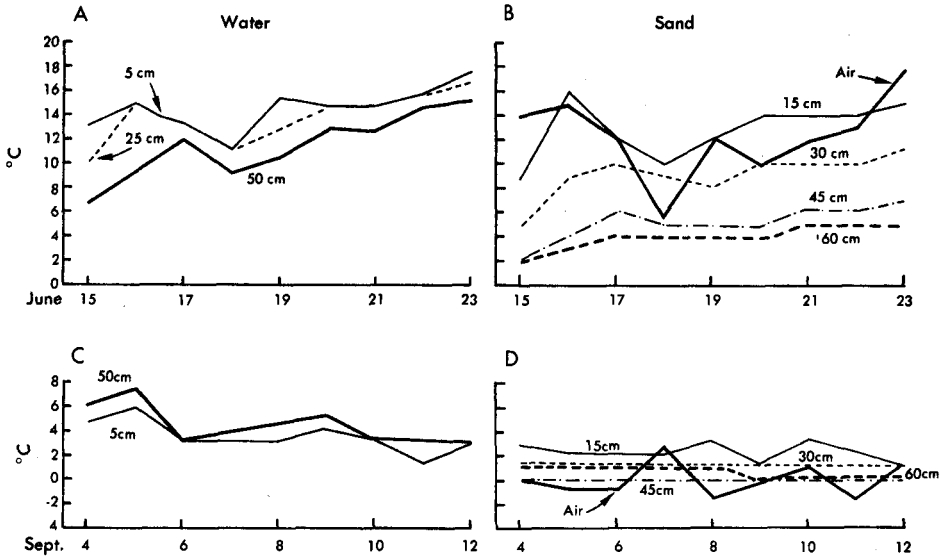 A
Water
20
18
16
14
12
10
8
6
4
2
0
°C
5 cm
25 cm
50 cm
June 15 17 19 21 23
B
Sand
Air
15 cm
30 cm
45 cm
60 cm
15 17 19 21 23
C
8
6
4
2
0
-2
4
°C
50cm
5cm
Sept. 4 6 8 10 12
D
15cm
30cm
45cm
60cm
Air
4 6 8 10 12